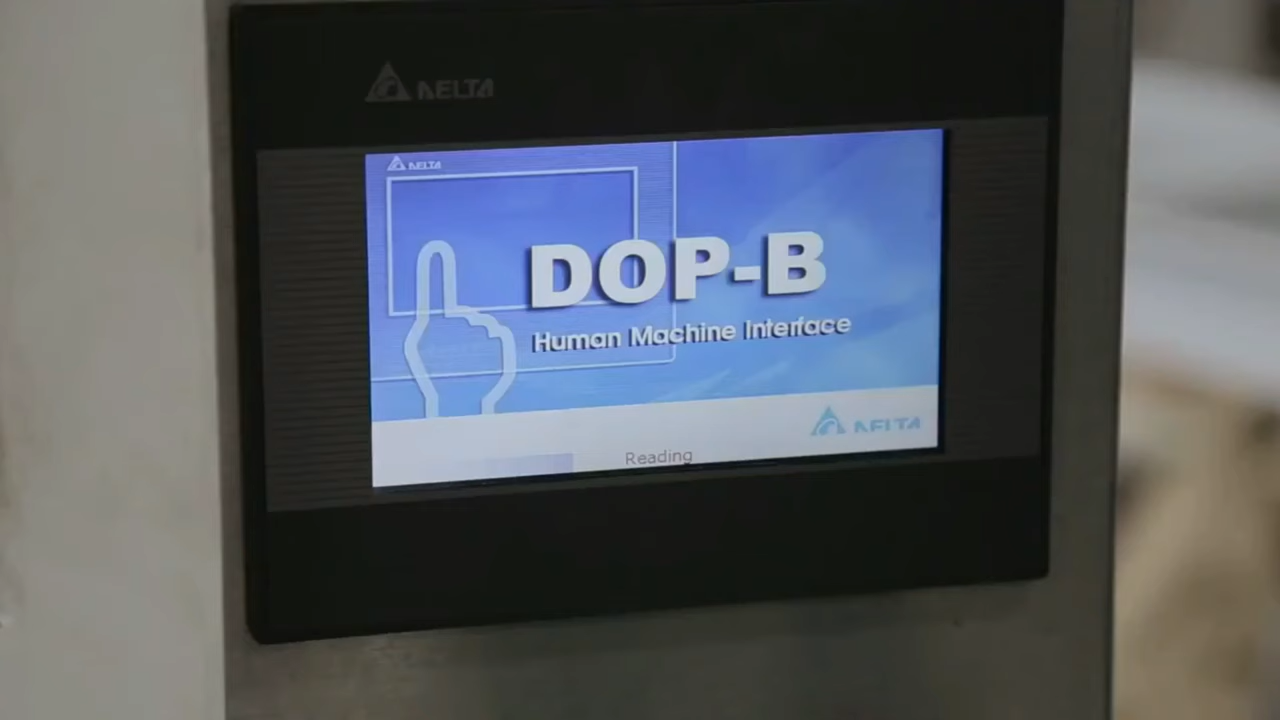 DELTA
DELTA
DOP-B
Human Machine Interface
DELTA
Reading